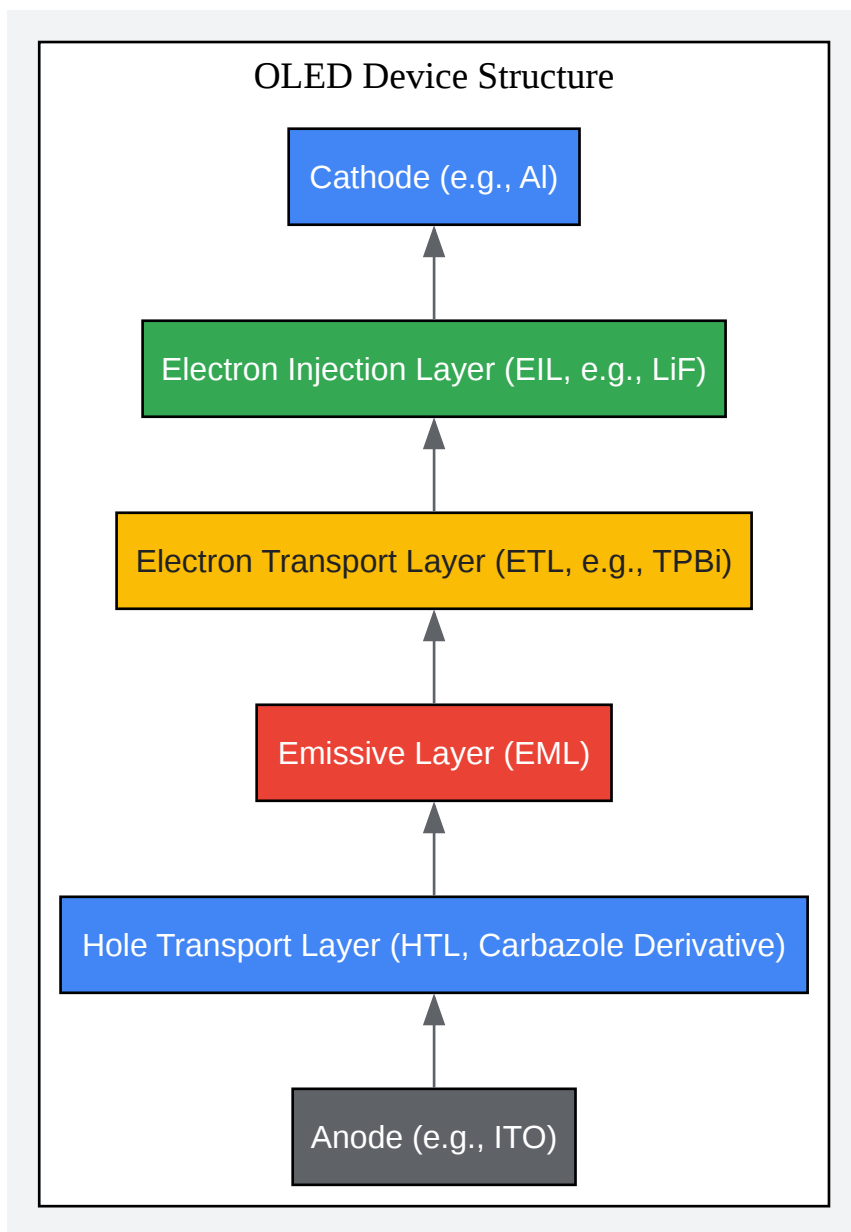 OLED Device Structure
Cathode (e.g., Al)
Electron Injection Layer (EIL, e.g., LiF)
Electron Transport Layer (ETL, e.g., TPBi)
Emissive Layer (EML)
Hole Transport Layer (HTL, Carbazole Derivative)
Anode (e.g., ITO)